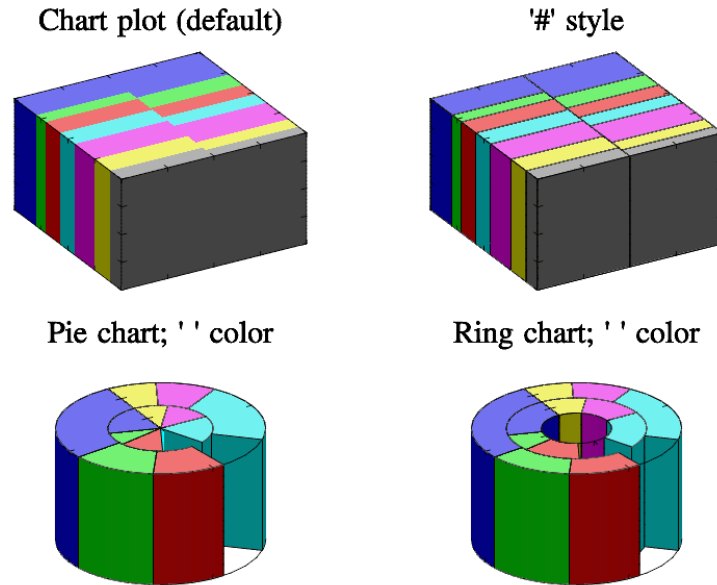 Chart plot (default)
'#' style
Pie chart; ' ' color
Ring chart; ' ' color